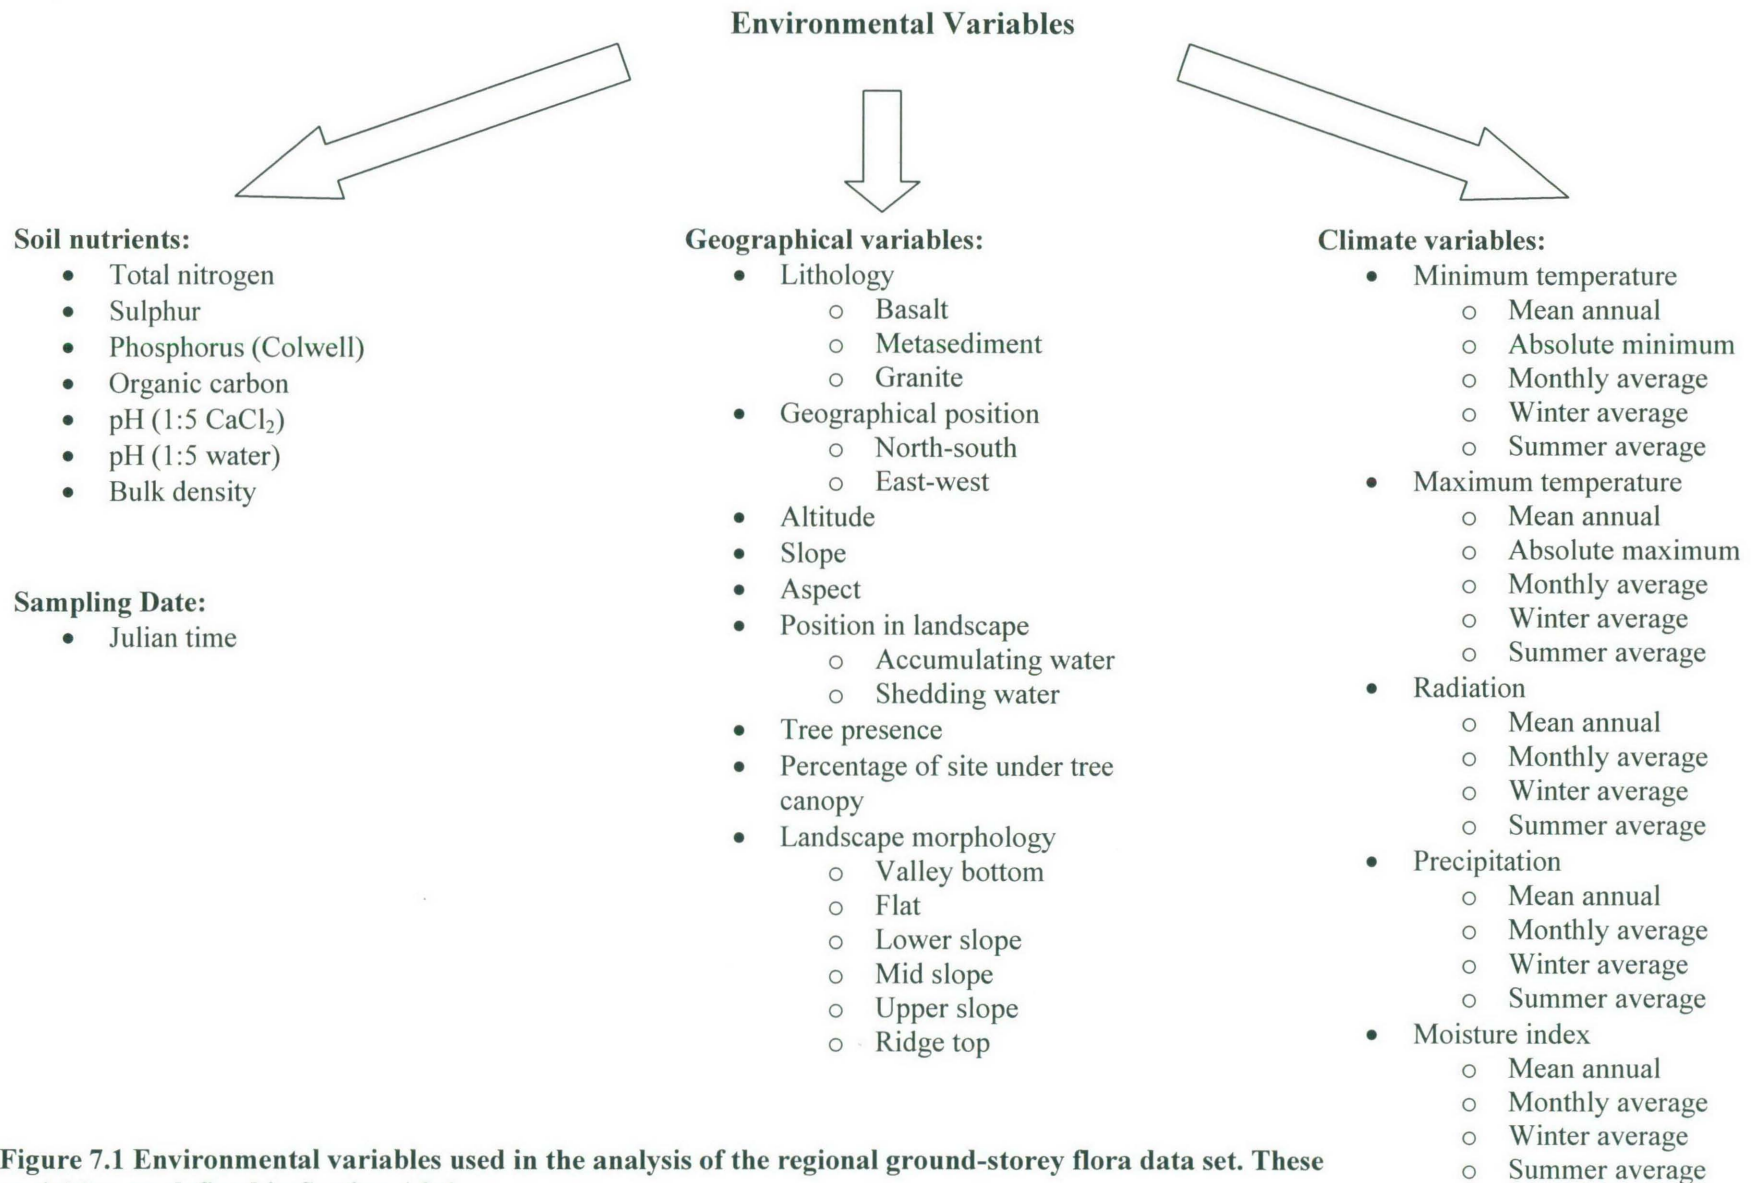 Environmental Variables
Soil nutrients:
• Total nitrogen
• Sulphur
• Phosphorus (Colwell)
• Organic carbon
• pH (1:5 CaCl₂)
• pH (1:5 water)
• Bulk density
Sampling Date:
• Julian time
Geographical variables:
• Lithology
o Basalt
o Metasediment
o Granite
• Geographical position
o North-south
o East-west
• Altitude
• Slope
• Aspect
• Position in landscape
o Accumulating water
o Shedding water
• Tree presence
• Percentage of site under tree
canopy
• Landscape morphology
o Valley bottom
o Flat
o Lower slope
o Mid slope
o Upper slope
o Ridge top
Climate variables:
• Minimum temperature
o Mean annual
o Absolute minimum
o Monthly average
o Winter average
o Summer average
• Maximum temperature
o Mean annual
o Absolute maximum
o Monthly average
o Winter average
o Summer average
• Radiation
o Mean annual
o Monthly average
o Winter average
o Summer average
• Precipitation
o Mean annual
o Monthly average
o Winter average
o Summer average
• Moisture index
o Mean annual
o Monthly average
o Winter average
o Summer average
Figure 7.1 Environmental variables used in the analysis of the regional ground-storey flora data set. These